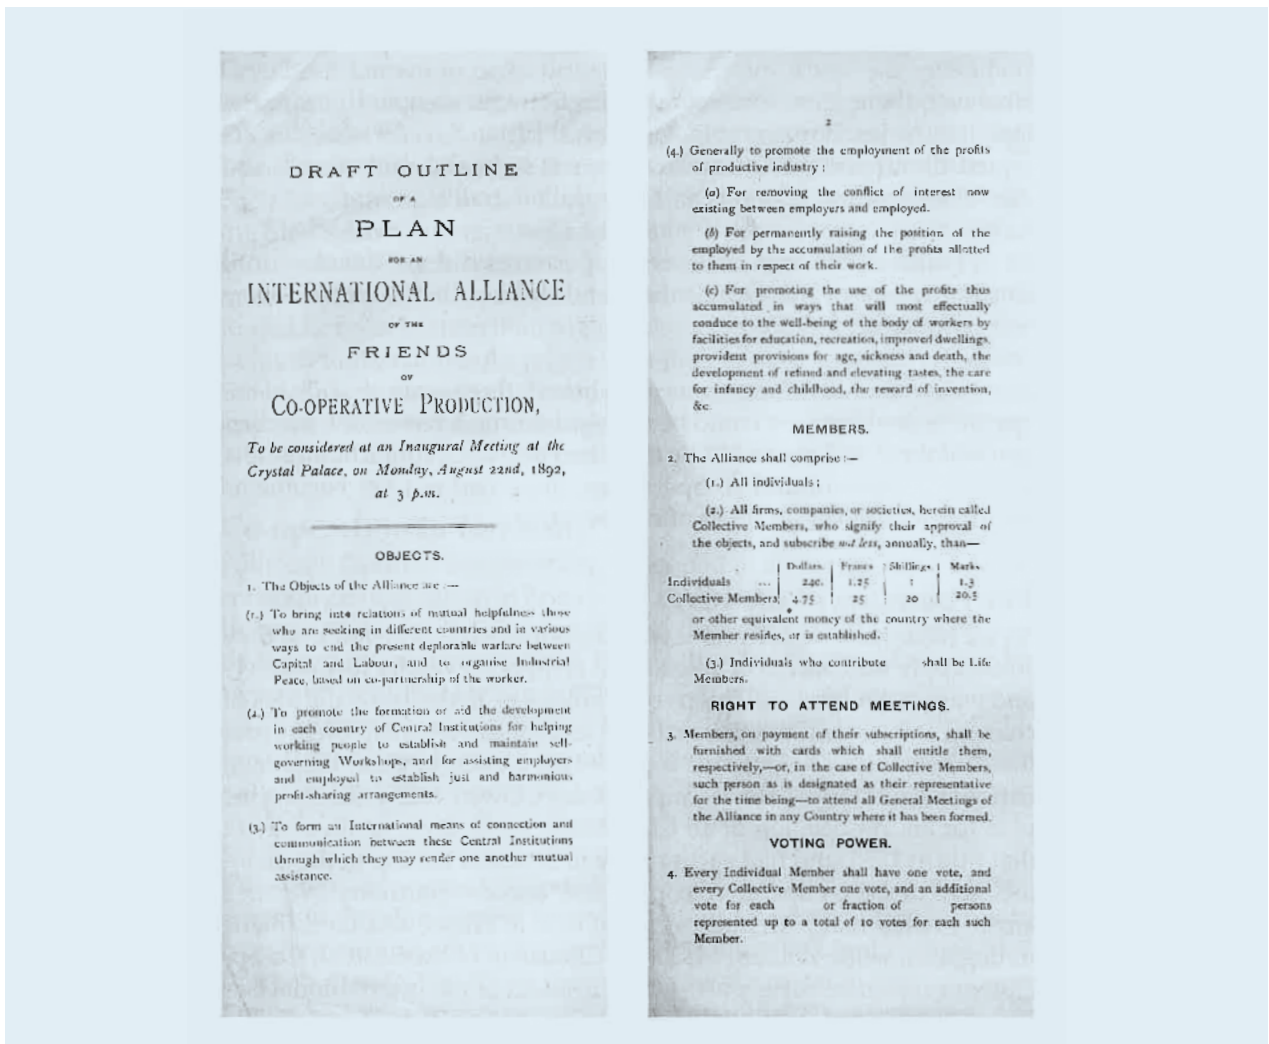 DRAFT OUTLINE
OF A
PLAN
FOR AN
INTERNATIONAL ALLIANCE
OF THE
FRIENDS
OF
CO-OPERATIVE PRODUCTION,
To be considered at an Inaugural Meeting at the
Crystal Palace, on Monday, August 22nd, 1892,
at 3 p.m.
OBJECTS.
1. The Objects of the Alliance are :—
(1.) To bring into relations of mutual helpfulness those
who are seeking in different countries and in various
ways to end the present deplorable warfare between
Capital and Labour, and to organise Industrial
Peace, based on co-partnership of the worker.
(2.) To promote the formation or aid the development
in each country of Central Institutions for helping
working people to establish and maintain self-
governing Workshops, and for assisting employers
and employed to establish just and harmonious
profit-sharing arrangements.
(3.) To form an International means of connection and
communication between these Central Institutions
through which they may render one another mutual
assistance.
2
(4.) Generally to promote the employment of the profits
of productive industry :
(a) For removing the conflict of interest now
existing between employers and employed.
(b) For permanently raising the position of the
employed by the accumulation of the profits allotted
to them in respect of their work.
(c) For promoting the use of the profits thus
accumulated in ways that will most effectually
conduce to the well-being of the body of workers by
facilities for education, recreation, improved dwellings,
provident provisions for age, sickness and death, the
development of refined and elevating tastes, the care
for infancy and childhood, the reward of invention,
&c.
MEMBERS.
2. The Alliance shall comprise :—
(1.) All individuals ;
(2.) All firms, companies, or societies, herein called
Collective Members, who signify their approval of
the objects, and subscribe not less, annually, than—
Dollars. Francs Shillings Marks
Individuals ... 24c. 1.25 1 1.3
Collective Members 4.75 25 20 20.5
or other equivalent money of the country where the
Member resides, or is established.
(3.) Individuals who contribute shall be Life
Members.
RIGHT TO ATTEND MEETINGS.
3. Members, on payment of their subscriptions, shall be
furnished with cards which shall entitle them,
respectively,—or, in the case of Collective Members,
such person as is designated as their representative
for the time being—to attend all General Meetings of
the Alliance in any Country where it has been formed.
VOTING POWER.
4. Every Individual Member shall have one vote, and
every Collective Member one vote, and an additional
vote for each or fraction of persons
represented up to a total of 10 votes for each such
Member.